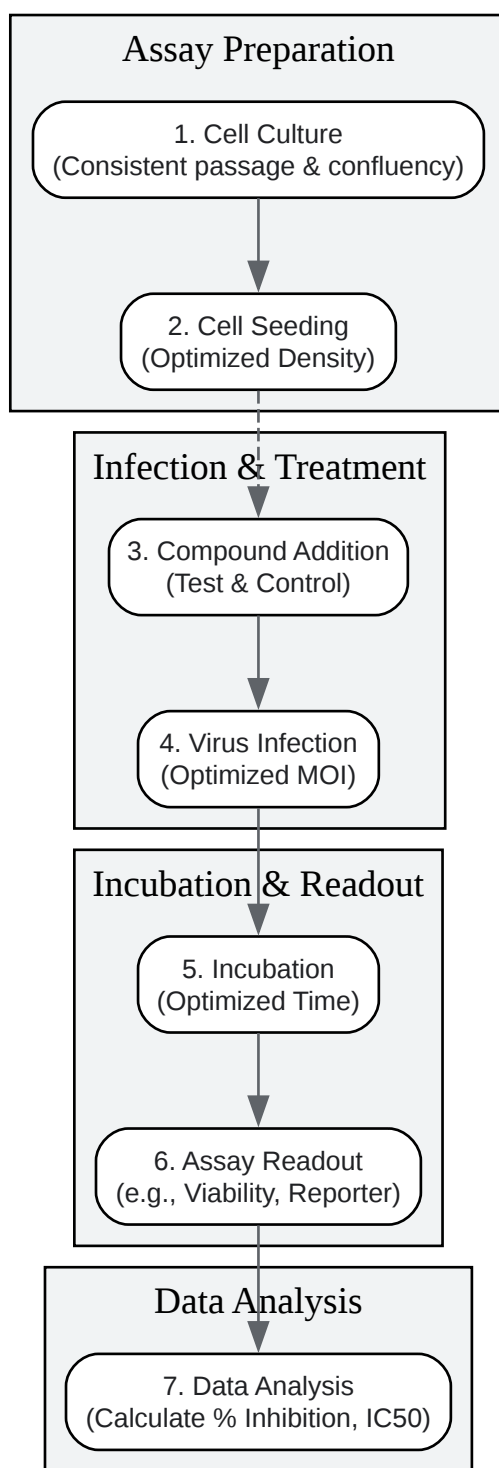 Assay Preparation
1. Cell Culture
(Consistent passage & confluency)
2. Cell Seeding
(Optimized Density)
Infection & Treatment
3. Compound Addition
(Test & Control)
4. Virus Infection
(Optimized MOI)
Incubation & Readout
5. Incubation
(Optimized Time)
6. Assay Readout
(e.g., Viability, Reporter)
Data Analysis
7. Data Analysis
(Calculate % Inhibition, IC50)